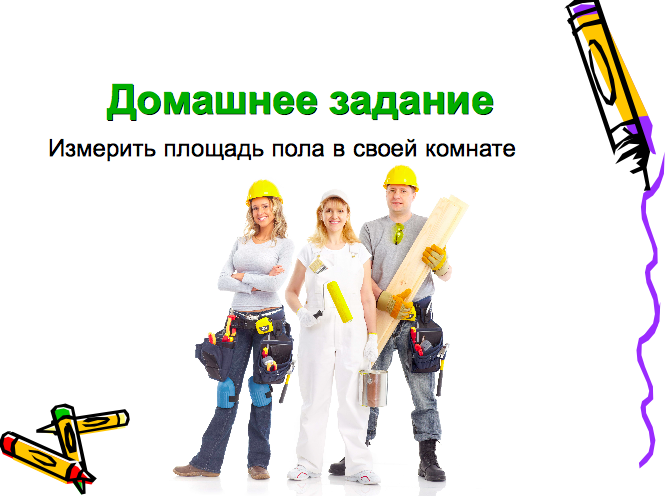 Домашнее задание
Измерить площадь пола в своей комнате